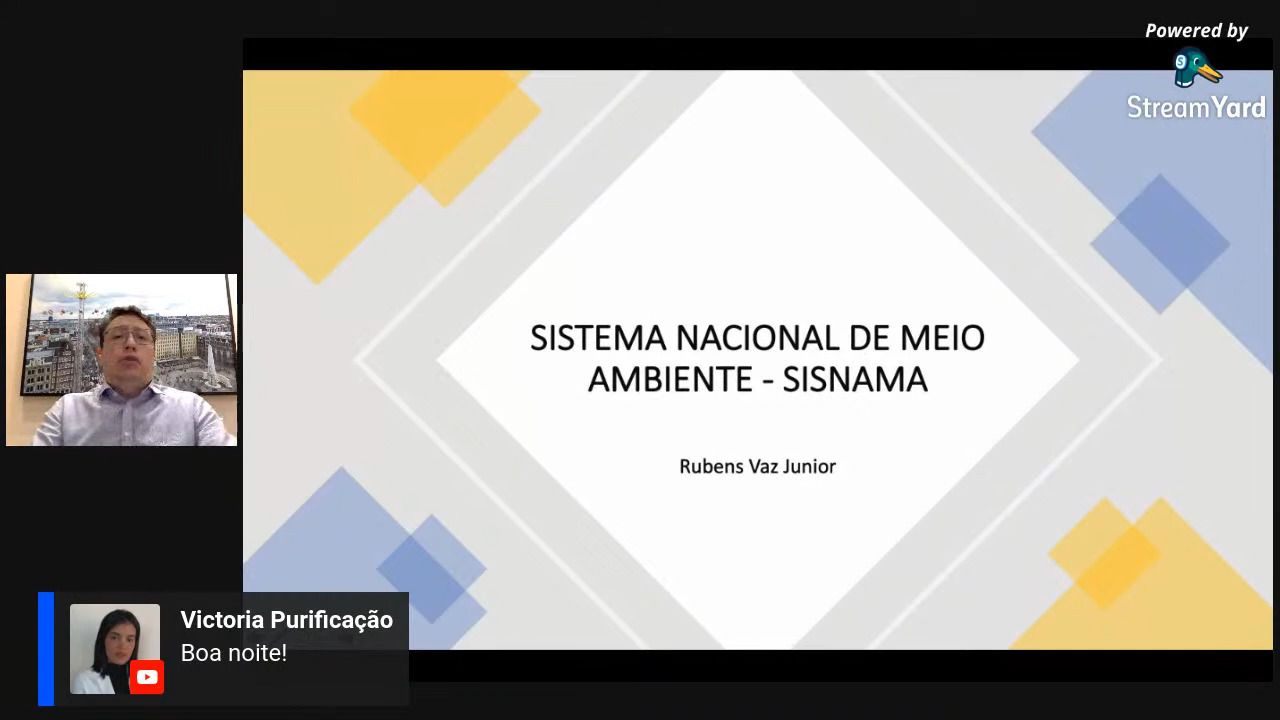 Powered by
StreamYard
SISTEMA NACIONAL DE MEIO
AMBIENTE - SISNAMA
Rubens Vaz Junior
Victoria Purificação
Boa noite!